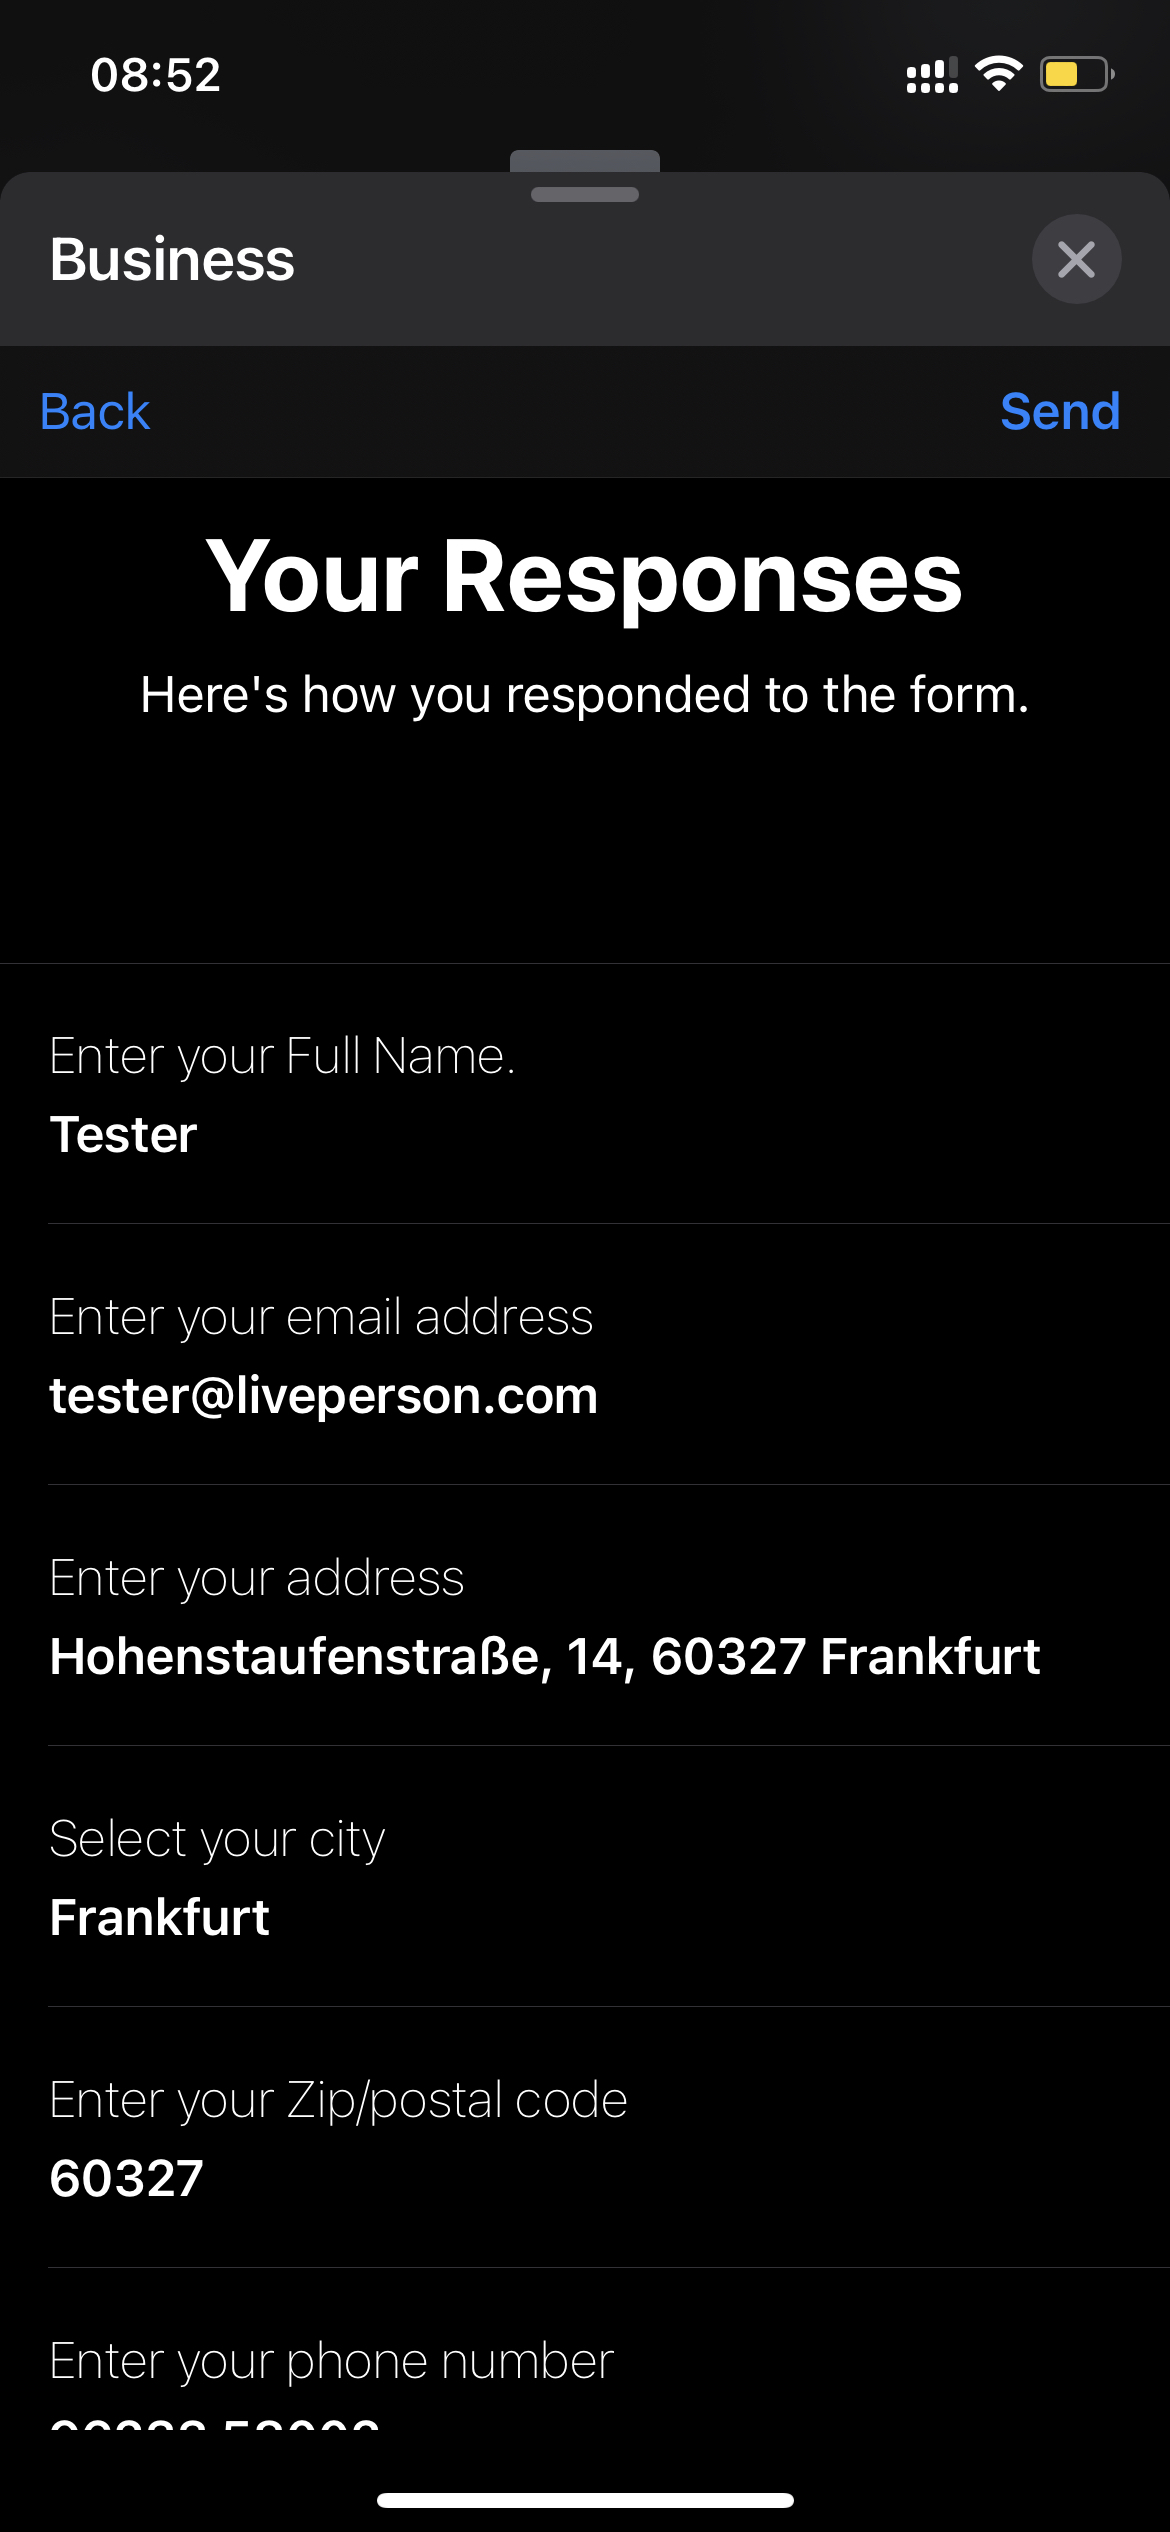 08:52
Business
Back
Send
Your Responses
Here's how you responded to the form.
Enter your Full Name.
Tester
Enter your email address
tester@liveperson.com
Enter your address
Hohenstaufenstraße, 14, 60327 Frankfurt
Select your city
Frankfurt
Enter your Zip/postal code
60327
Enter your phone number